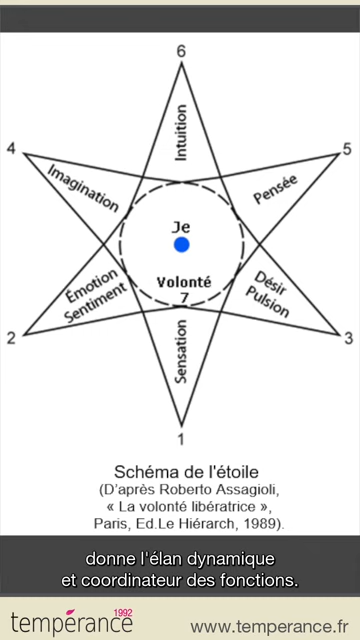 6
4
5
Intuition
Imagination
Pensée
Je
Volonté
7
Émotion
Sentiment
Désir
Pulsion
Sensation
2
3
1
Schéma de l'étoile
(D'après Roberto Assagioli,
« La volonté libératrice »,
Paris, Ed.Le Hiérarch, 1989).
donne l'élan dynamique
et coordinateur des fonctions.
1992
tempérance
www.temperance.fr